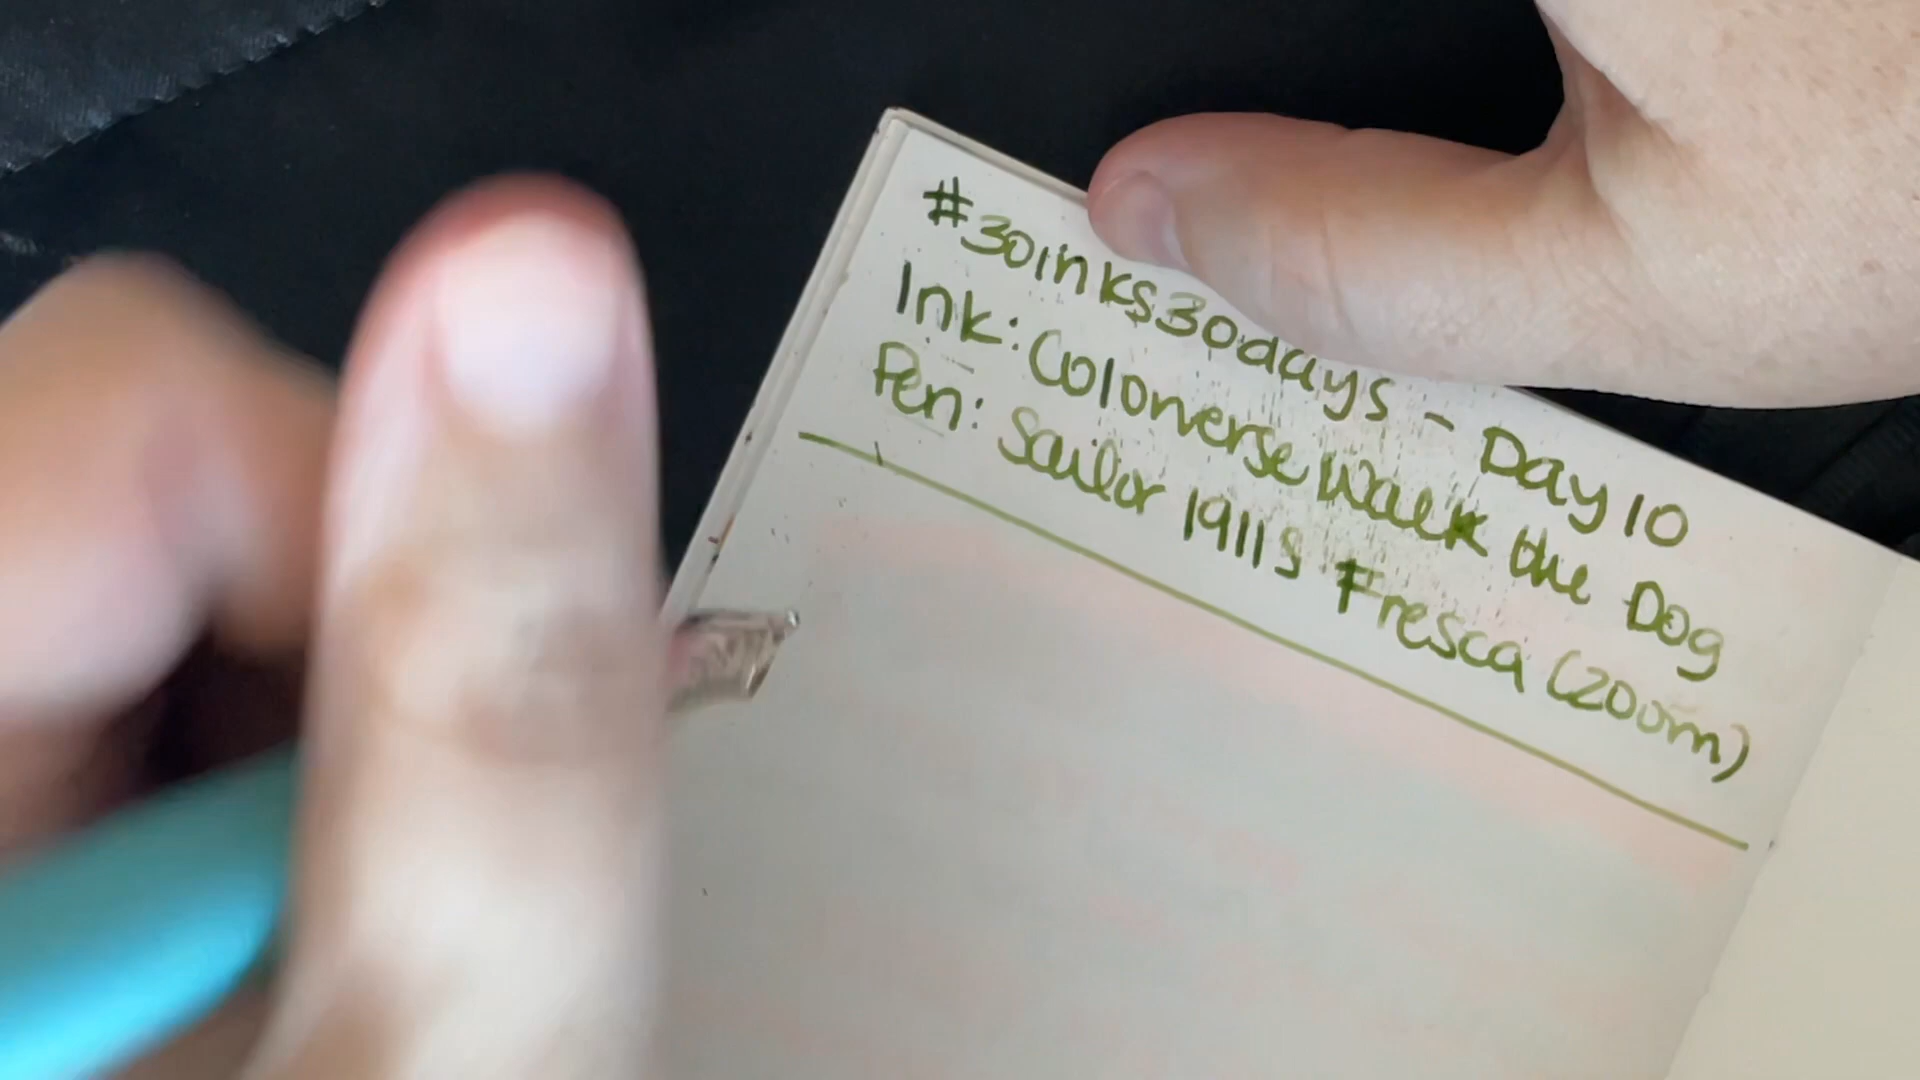 #30inks30days - Day 10
Ink: Colorverse Walk the Dog
Pen: Sailor 1911s Fresca (zoom)